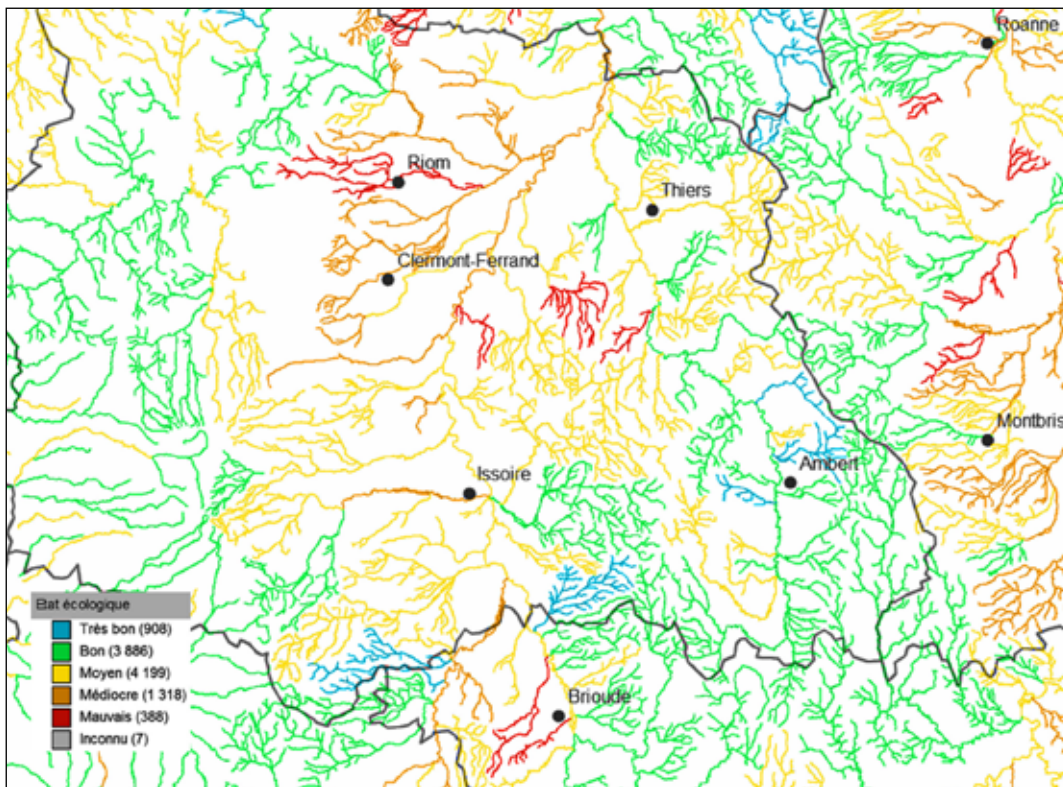 Roanne
Riom
Thiers
Clermont-Ferrand
Montbris
Ambert
Issoire
Brioude
Etat écologique
Très bon (908)
Bon (3 886)
Moyen (4 199)
Médiocre (1 318)
Mauvais (388)
Inconnu (7)